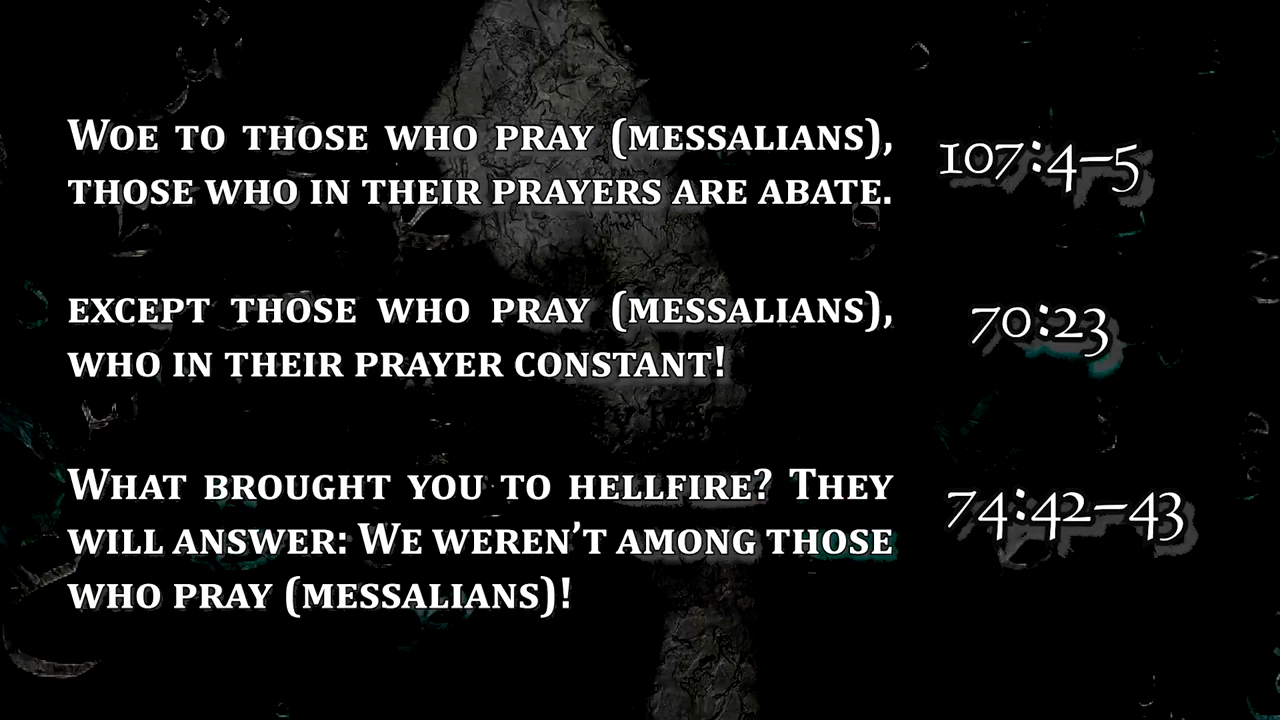 Woe to those who pray (Messalians),
those who in their prayers are abate.
107:4–5
except those who pray (Messalians),
who in their prayer constant!
70:23
What brought you to hellfire? They
will answer: We weren’t among those
who pray (Messalians)!
74:42–43